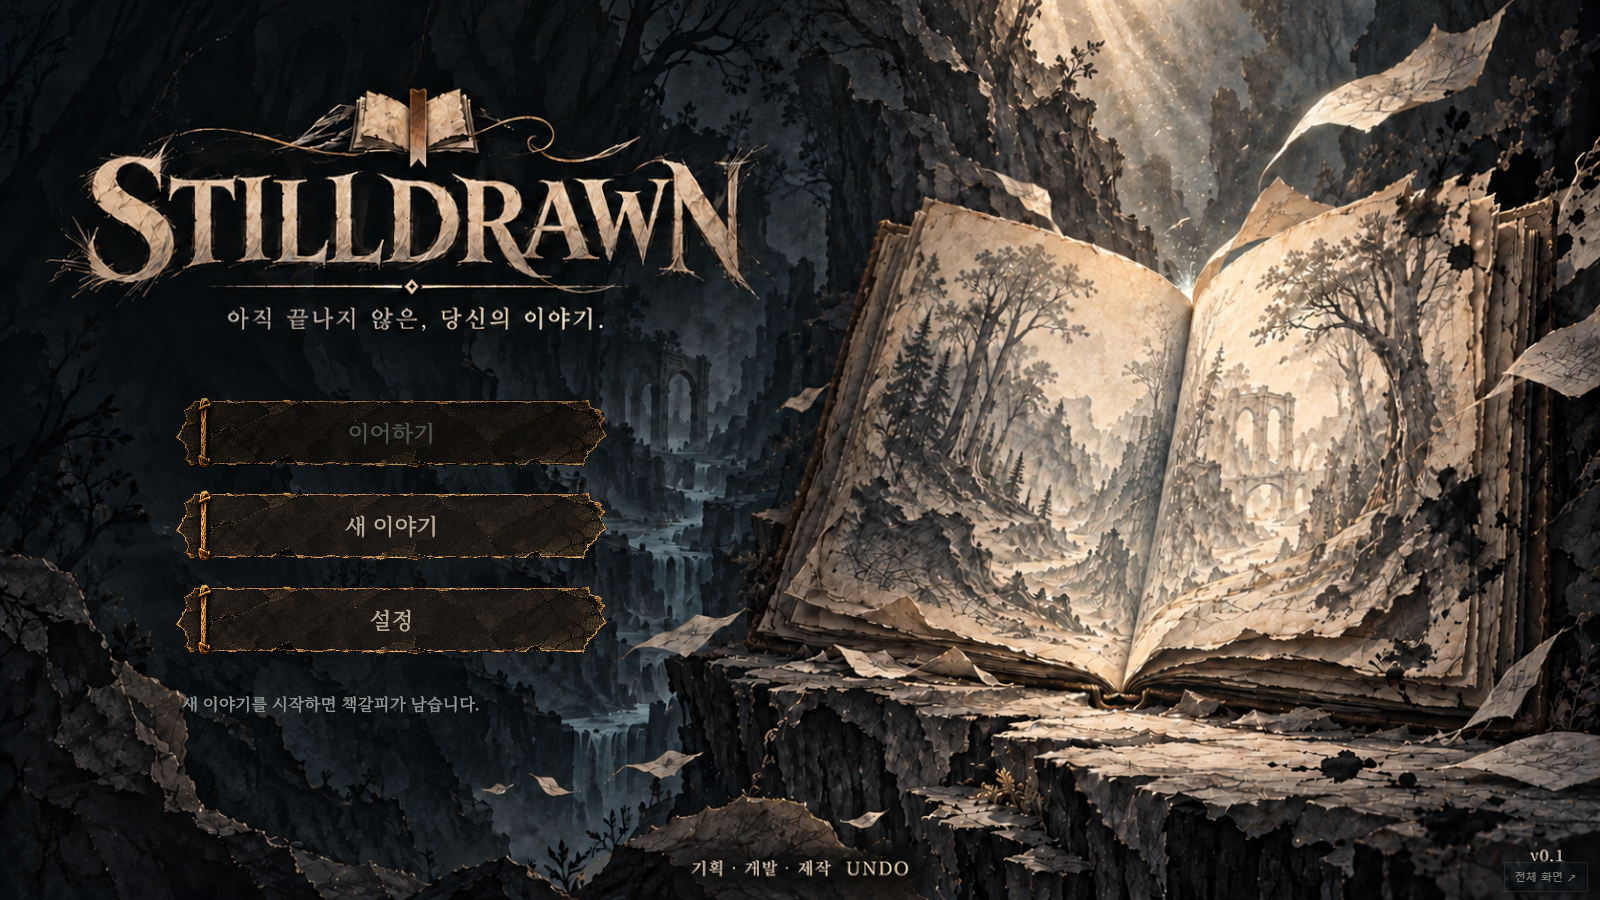 STILLDRAWN
아직 끝나지 않은, 당신의 이야기.
이어하기
새 이야기
설정
새 이야기를 시작하면 책갈피가 남습니다.
기획 · 개발 · 제작 UNDO
v0.1
전체 화면 ↗